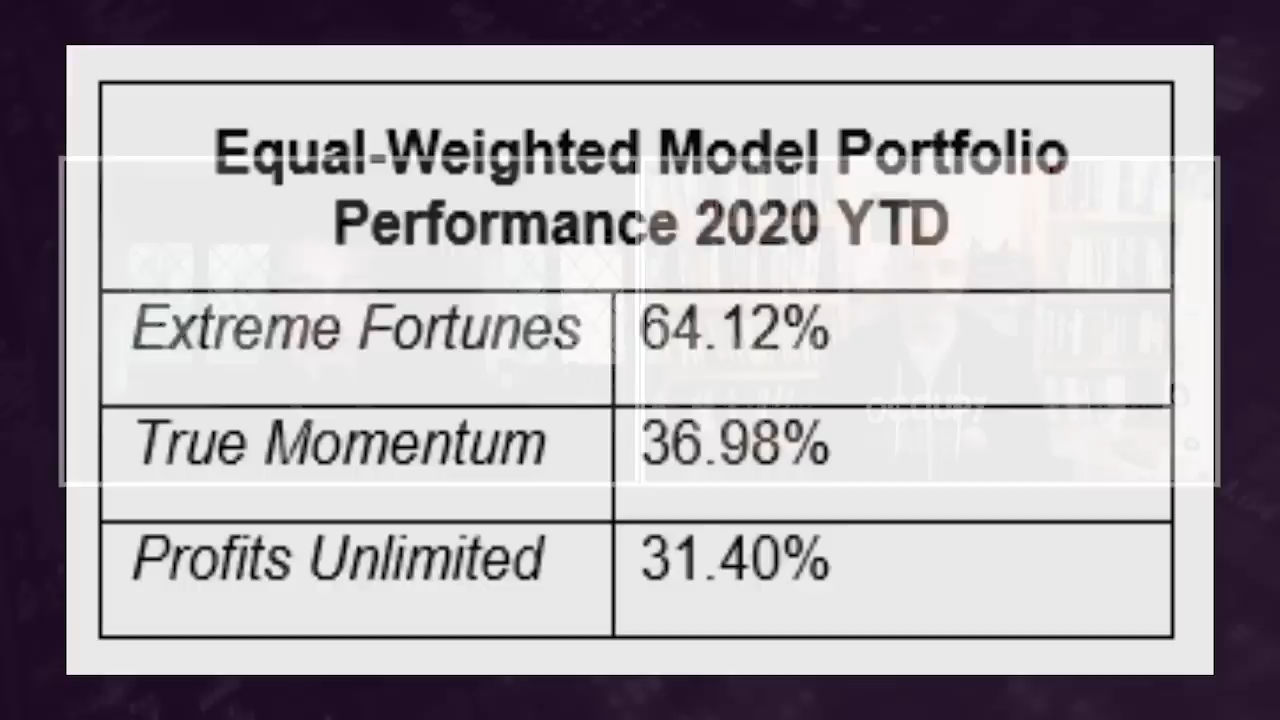 Equal-Weighted Model Portfolio
Performance 2020 YTD
Extreme Fortunes 64.12%
True Momentum 36.98%
Profits Unlimited 31.40%